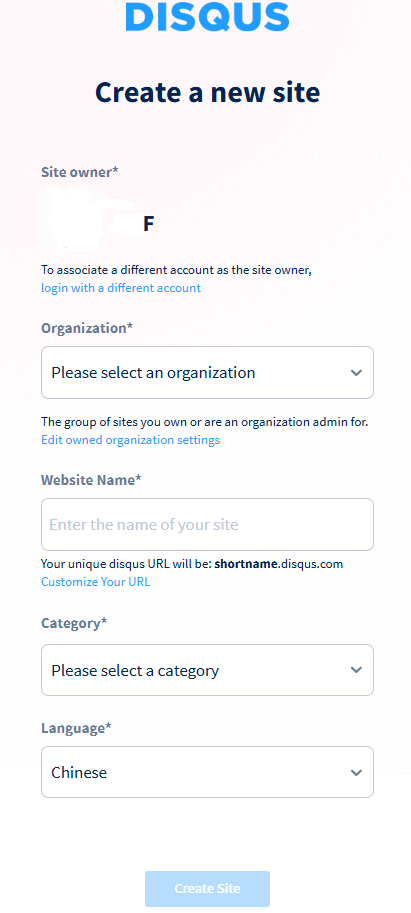 DISQUS
Create a new site
Site owner*
F
To associate a different account as the site owner,
login with a different account
Organization*
Please select an organization
The group of sites you own or are an organization admin for.
Edit owned organization settings
Website Name*
Enter the name of your site
Your unique disqus URL will be: shortname.disqus.com
Customize Your URL
Category*
Please select a category
Language*
Chinese
Create Site